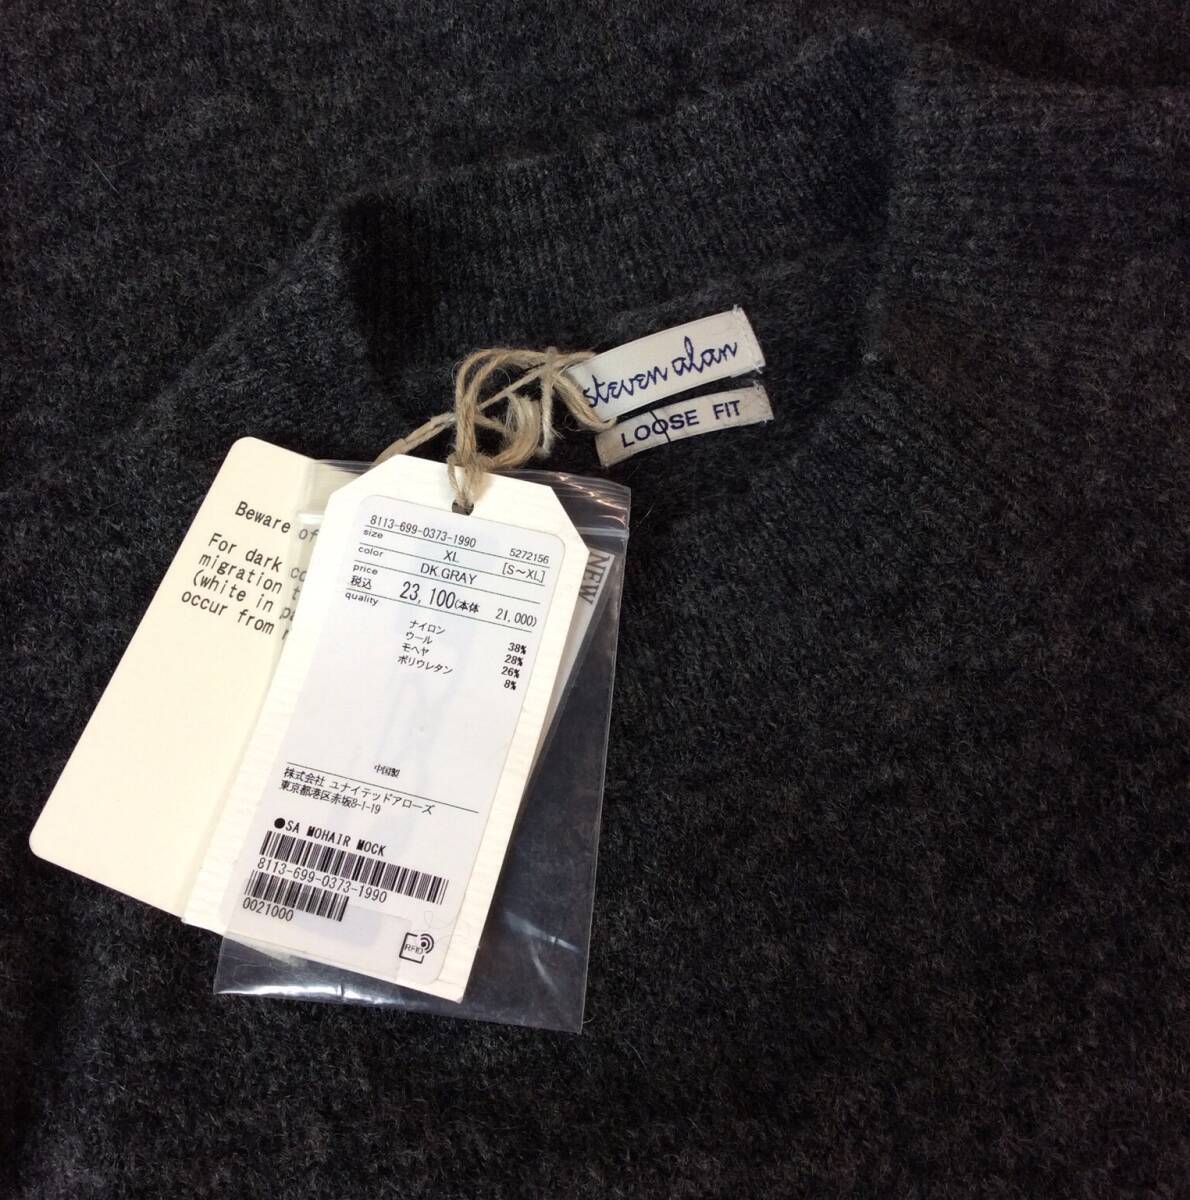 steven alan
LOOSE FIT
Beware of
For dark co
migration t
(white in pa
occur from r
NEW
8113-699-0373-1990
size XL 5272156
color DK.GRAY [S～XL]
price
税込 23,100(本体 21,000)
quality
ナイロン 38%
ウール 28%
モヘヤ 26%
ポリウレタン 8%
中国製
株式会社 ユナイテッドアローズ
東京都港区赤坂8-1-19
●SA MOHAIR MOCK
8113-699-0373-1990
0021000
RFID